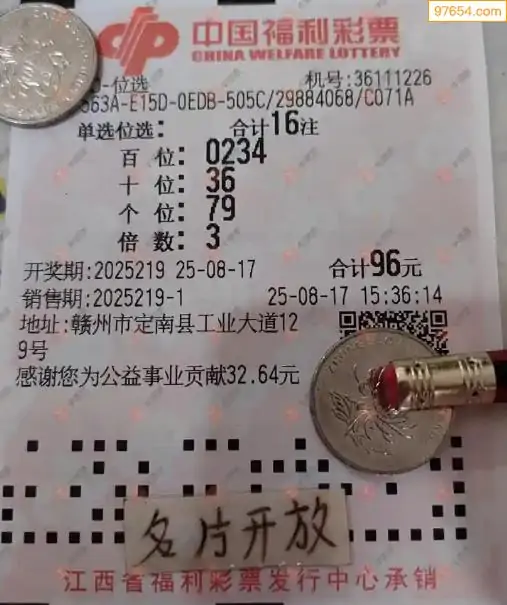 97654.com
中国福利彩票
CHINA WELFARE LOTTERY
-位选 机号:36111226
563A-E15D-0EDB-505C/29884068/C071A
单选位选: 合计16注
百 位: 0234
十 位: 36
个 位: 79
倍 数: 3
开奖期:2025219 25-08-17 合计96元
销售期:2025219-1 25-08-17 15:36:14
地址:赣州市定南县工业大道12
9号
感谢您为公益事业贡献32.64元
名片开放
江西省福利彩票发行中心承销